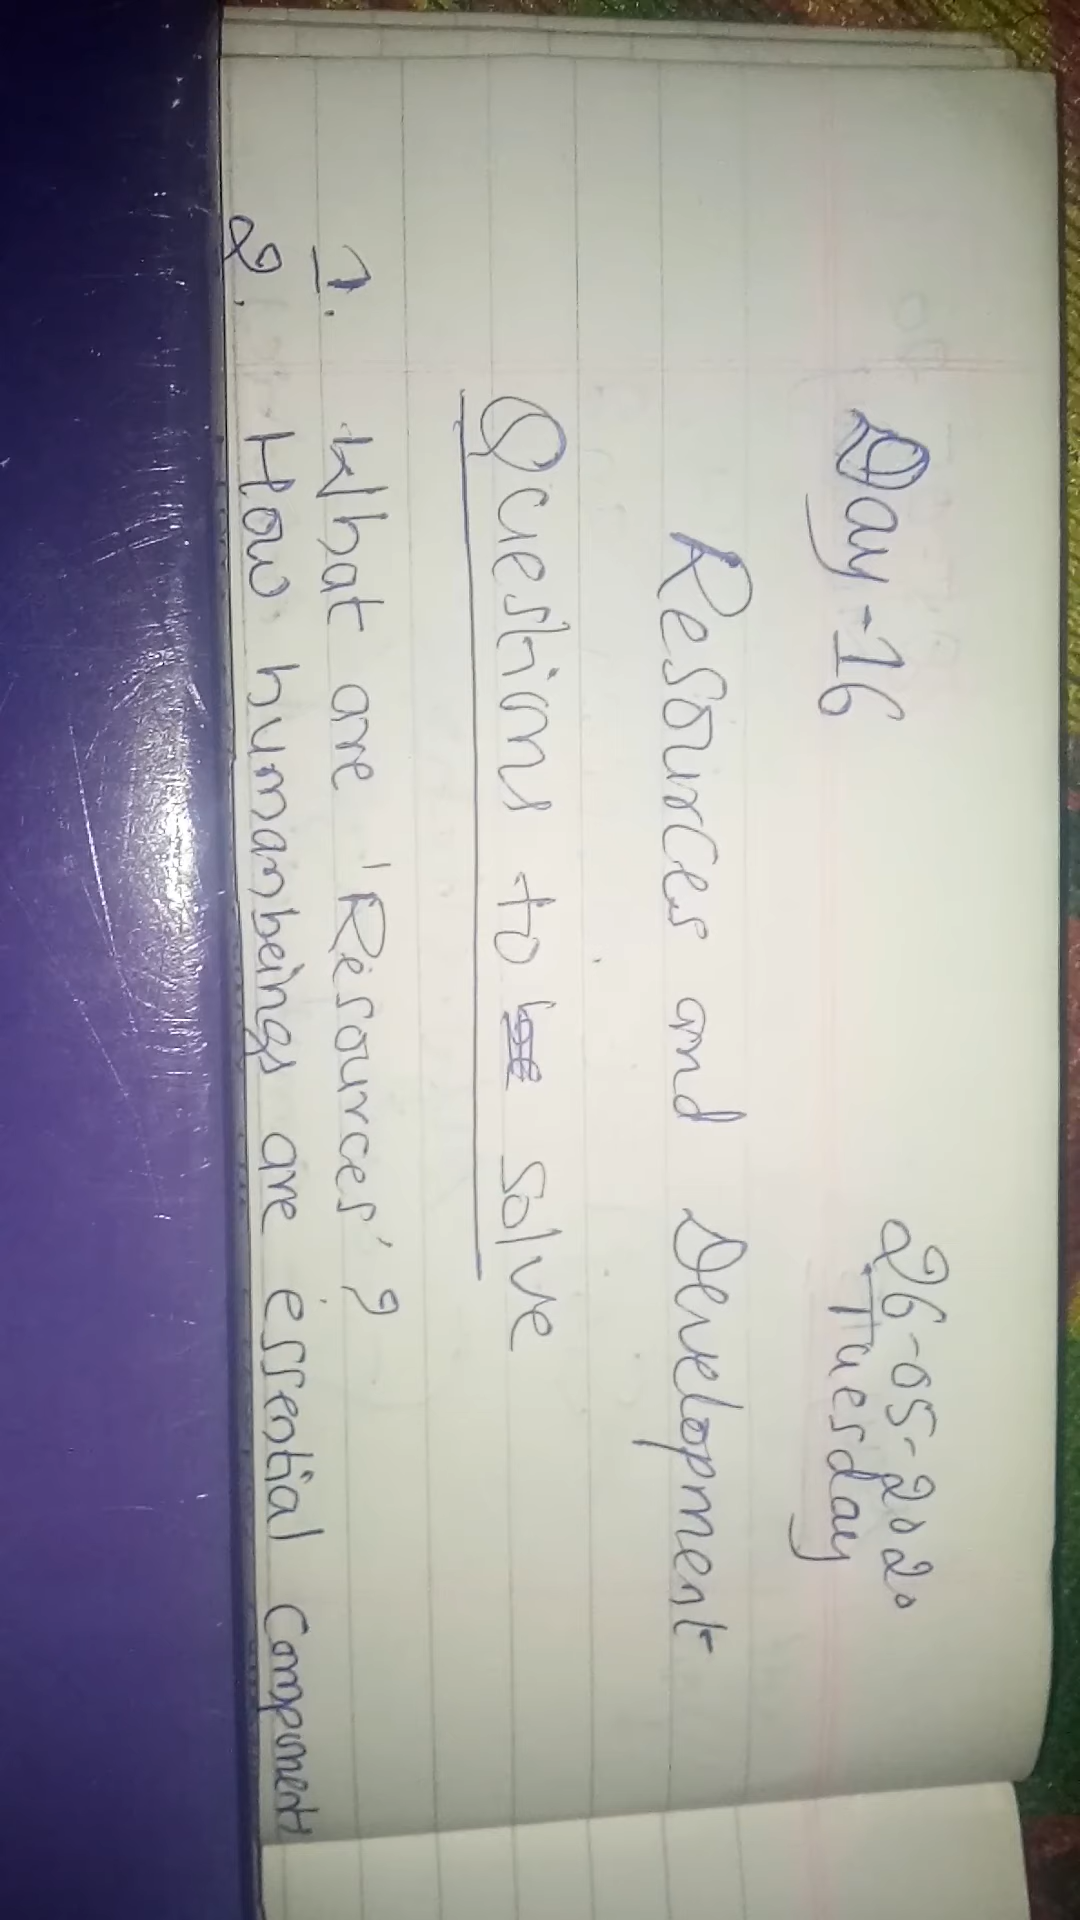 Day-16 26-05-2020
Tuesday
Resources and Development
Questions to solve
1. What are 'Resources'?
2. How humanbeings are essential Components